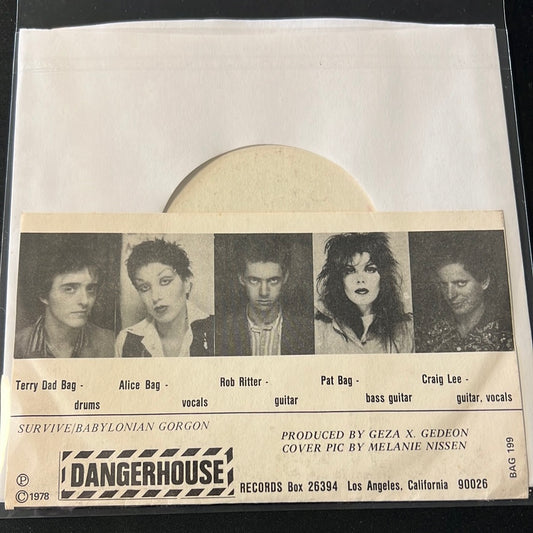 Terry Dad Bag - Alice Bag - Rob Ritter - Pat Bag - Craig Lee -
drums vocals guitar bass guitar guitar, vocals
SURVIVE/BABYLONIAN GORGON
PRODUCED BY GEZA X. GEDEON
COVER PIC BY MELANIE NISSEN
BAG 199
Ⓟ
©1978
DANGERHOUSE RECORDS Box 26394 Los Angeles, California 90026